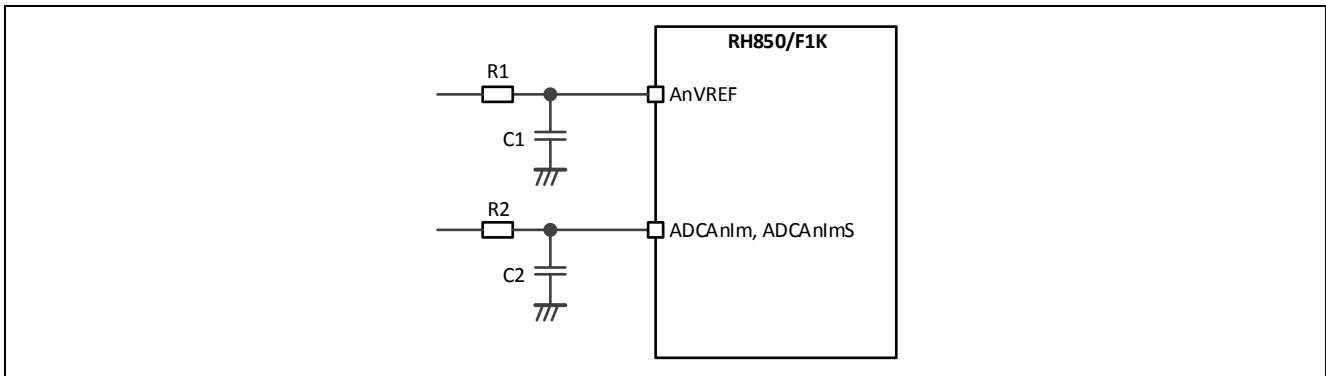 RH850/F1K
R1
AnVREF
C1
R2
ADCAnIm, ADCAnImS
C2